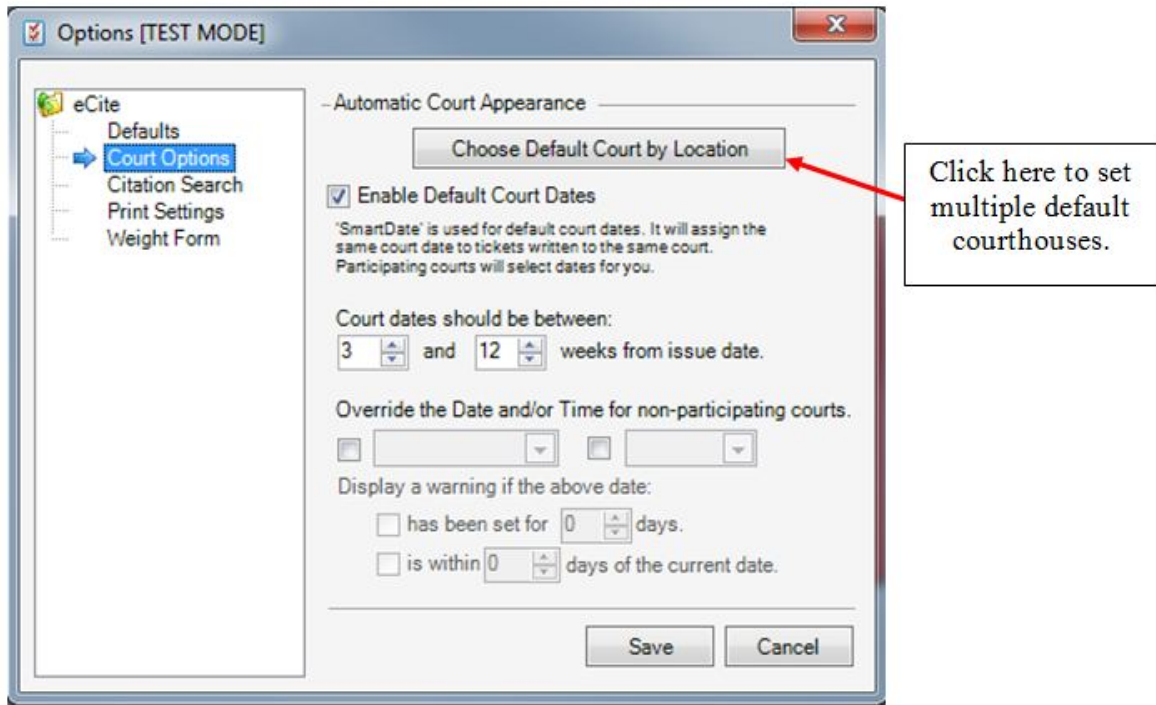 Options [TEST MODE]
eCite
Defaults
Court Options
Citation Search
Print Settings
Weight Form
Automatic Court Appearance
Choose Default Court by Location
Enable Default Court Dates
'SmartDate' is used for default court dates. It will assign the
same court date to tickets written to the same court.
Participating courts will select dates for you.
Court dates should be between:
3 and 12 weeks from issue date.
Override the Date and/or Time for non-participating courts.
Display a warning if the above date:
has been set for 0 days.
is within 0 days of the current date.
Save Cancel
Click here to set
multiple default
courthouses.